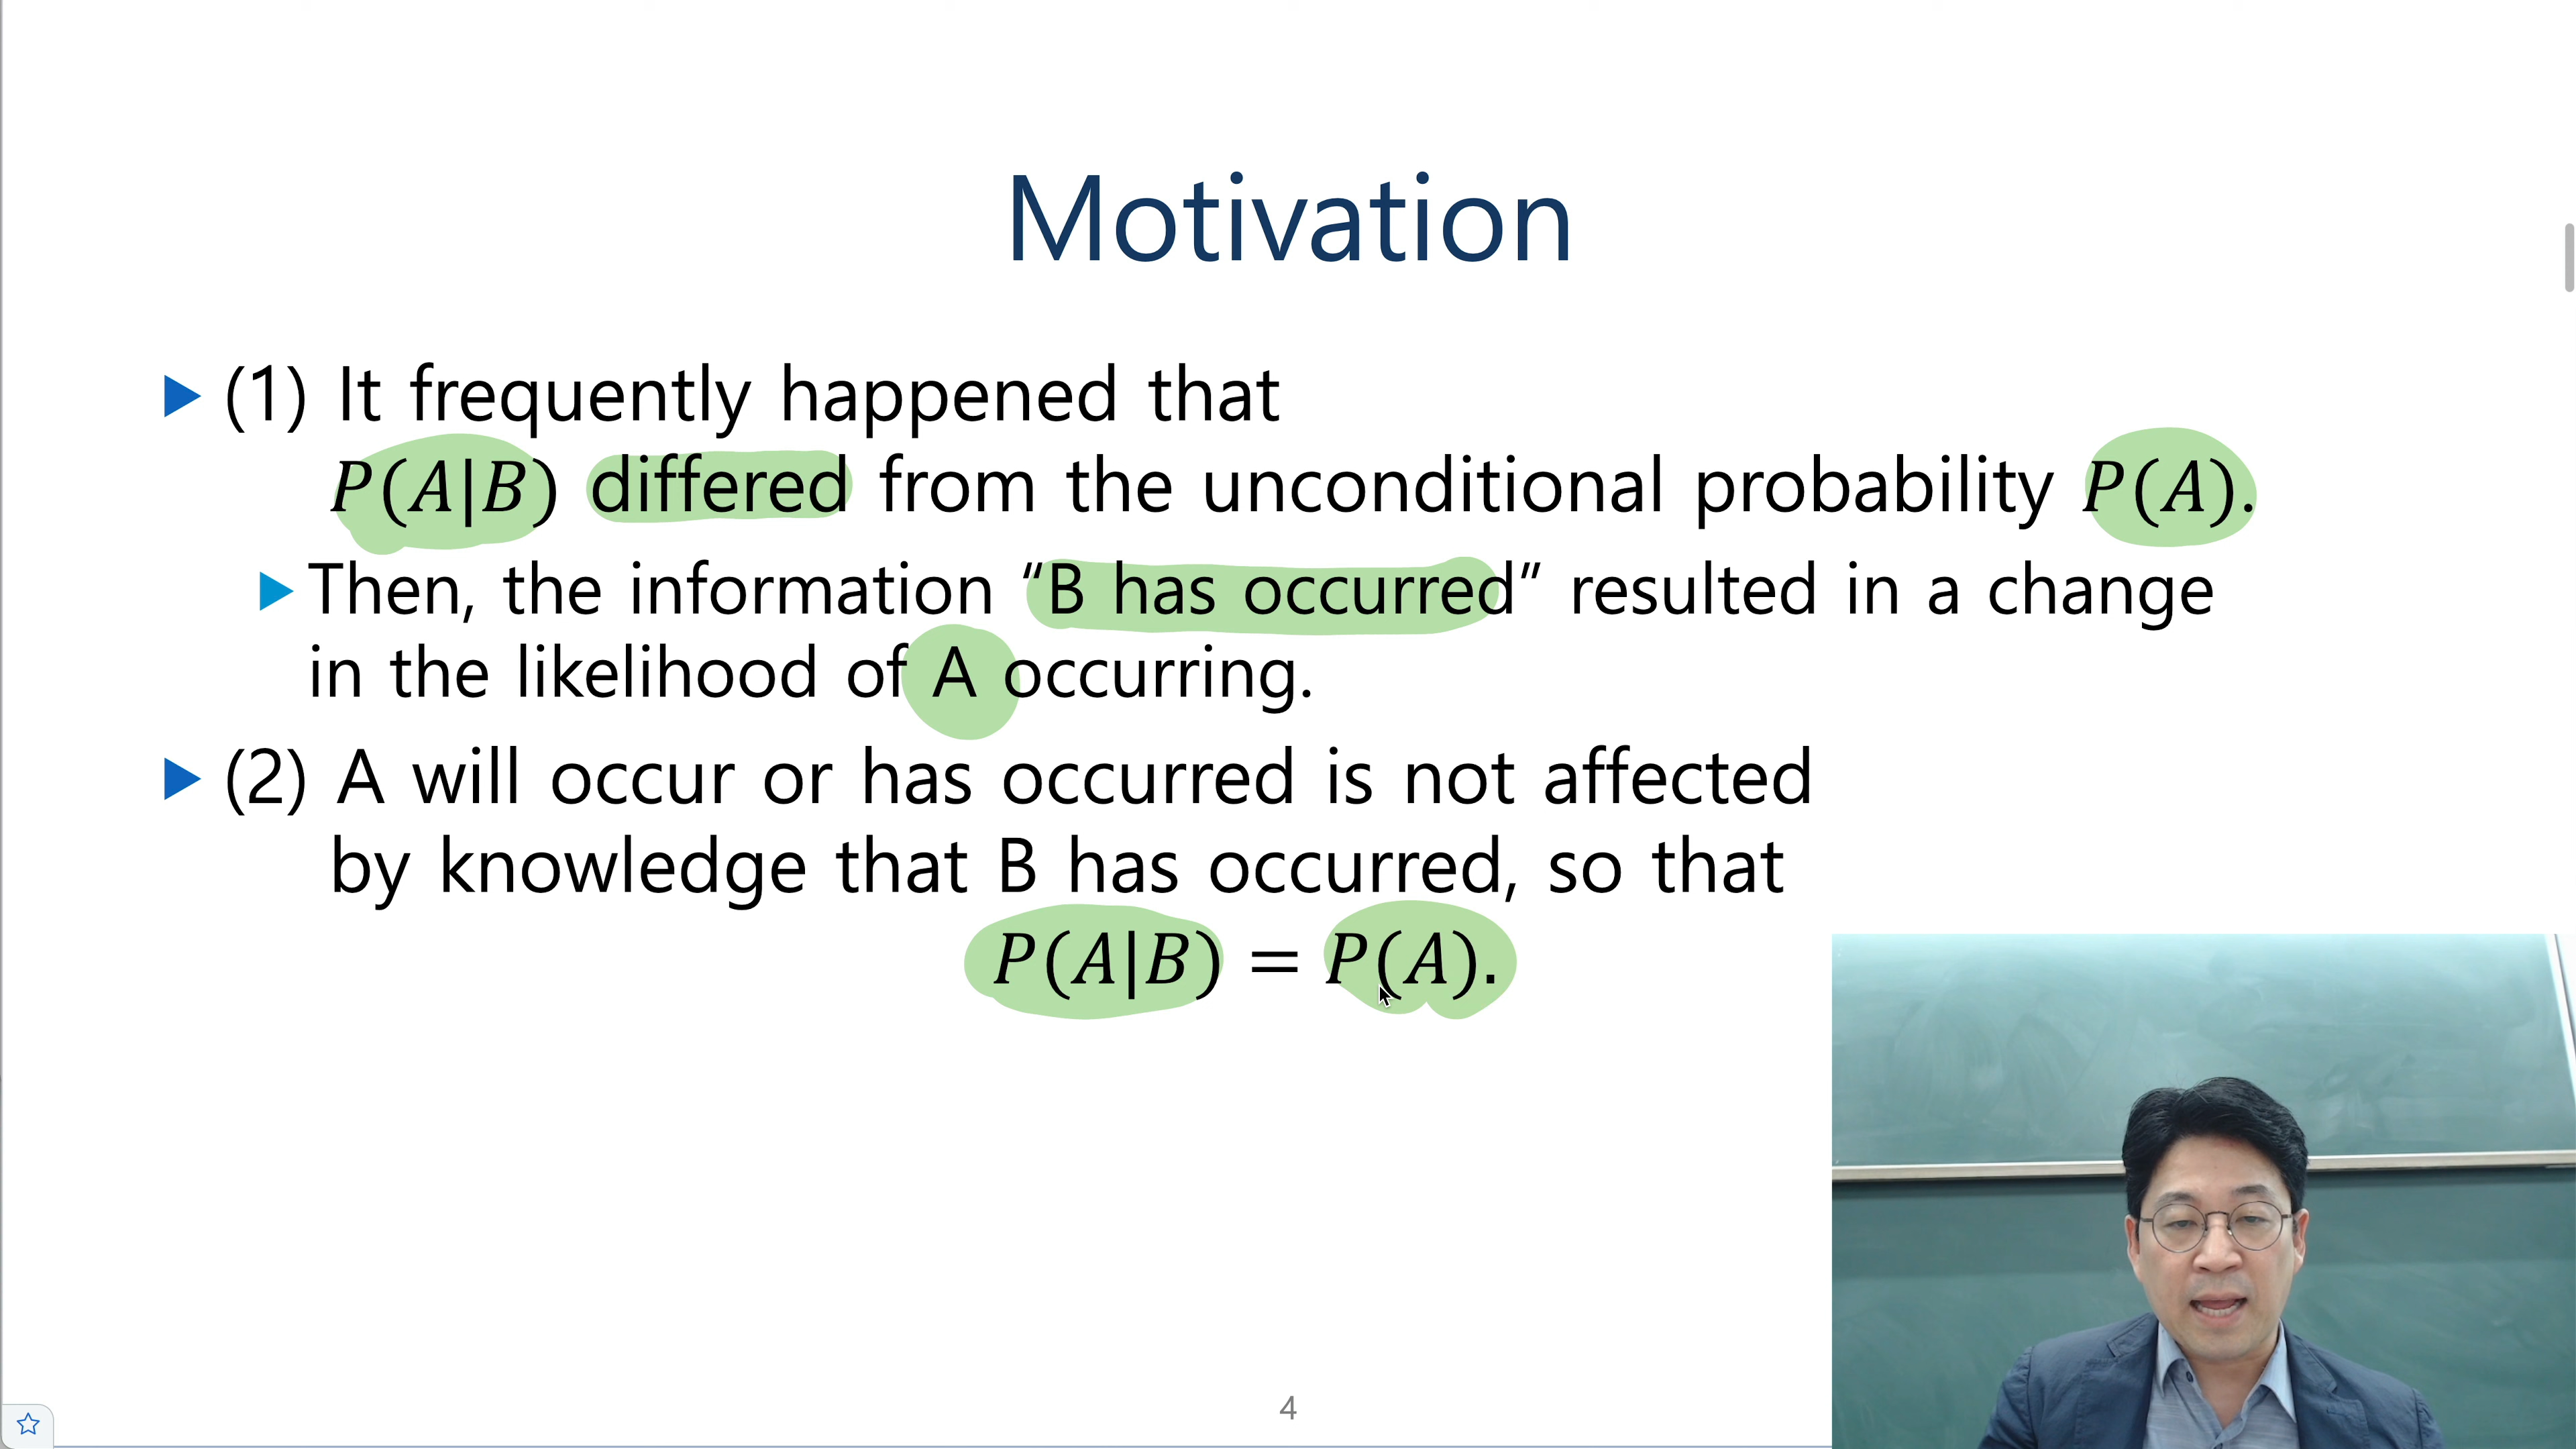 Motivation
(1) It frequently happened that
P(A|B) differed from the unconditional probability P(A).
Then, the information “B has occurred” resulted in a change
in the likelihood of A occurring.
(2) A will occur or has occurred is not affected
by knowledge that B has occurred, so that
P(A|B) = P(A).
4